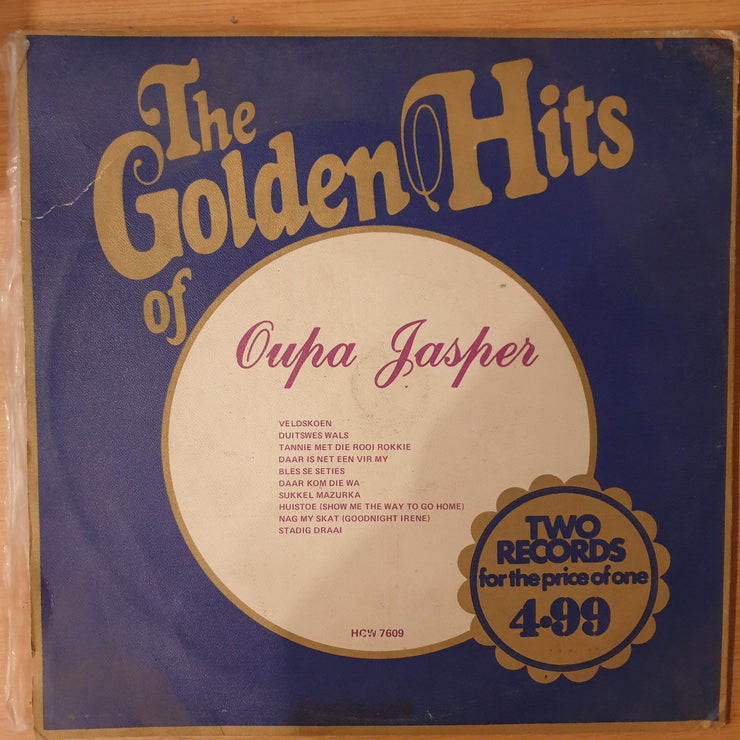 The
Golden Hits
of
Oupa Jasper
VELDSKOEN
DUITSWES WALS
TANNIE MET DIE ROOI ROKKIE
DAAR IS NET EEN VIR MY
BLES SE SETIES
DAAR KOM DIE WA
SUKKEL MAZURKA
HUISTOE (SHOW ME THE WAY TO GO HOME)
NAG MY SKAT (GOODNIGHT IRENE)
STADIG DRAAI
HCW 7609
TWO
RECORDS
for the price of one
4·99